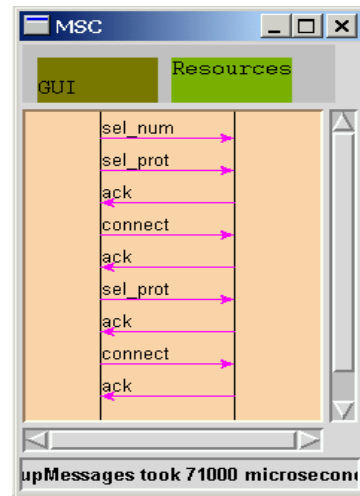 MSC
Resources
GUI
sel_num
sel_prot
ack
connect
ack
sel_prot
ack
connect
ack
upMessages took 71000 microsecon